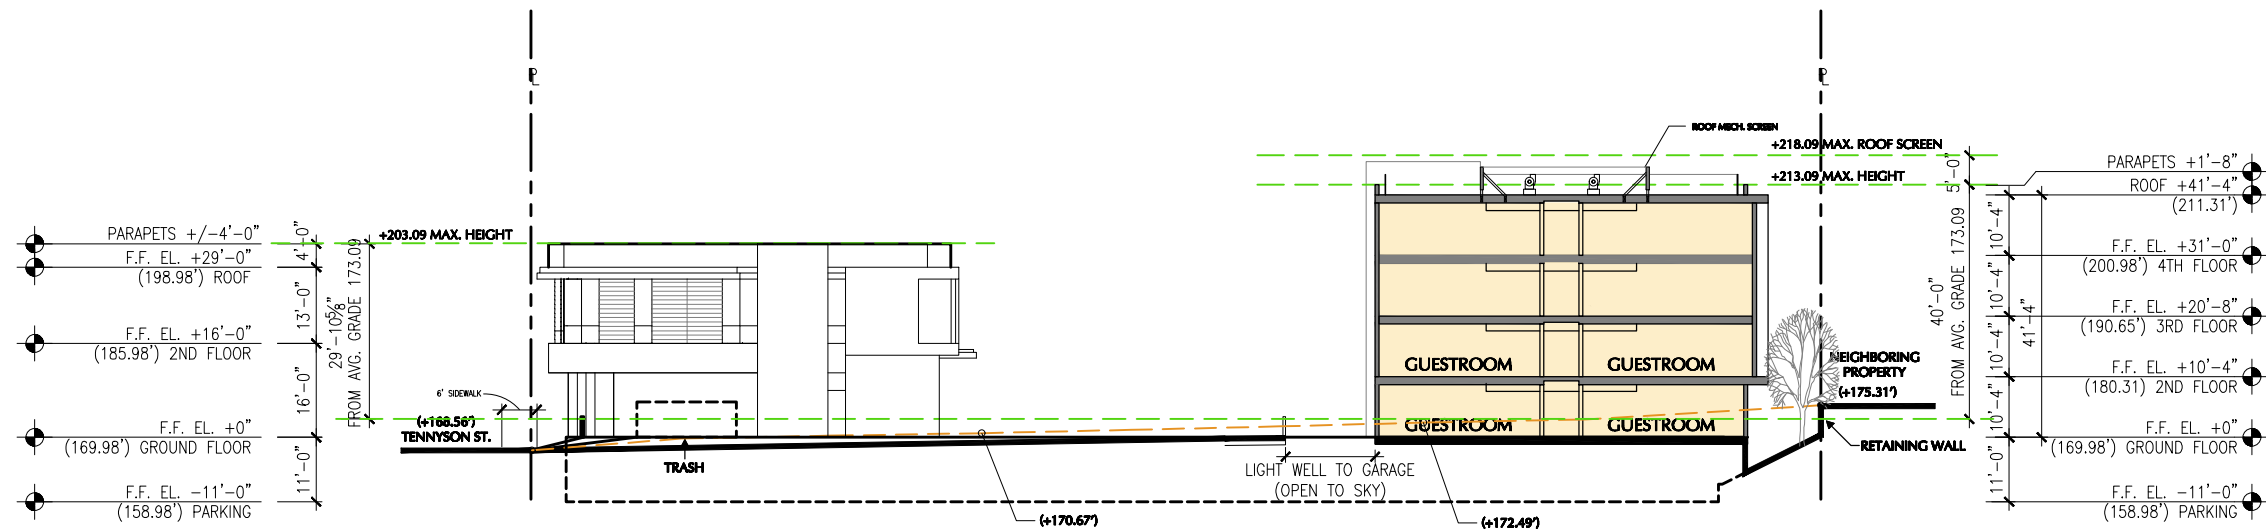 PL
PL
ROOF MECH. SCREEN
+218.09 MAX. ROOF SCREEN
+213.09 MAX. HEIGHT
5'-0"
PARAPETS +1'-8"
ROOF +41'-4"
(211.31')
PARAPETS +/-4'-0"
F.F. EL. +29'-0"
(198.98') ROOF
F.F. EL. +16'-0"
(185.98') 2ND FLOOR
F.F. EL. +0"
(169.98') GROUND FLOOR
F.F. EL. -11'-0"
(158.98') PARKING
4'-0"
13'-0"
16'-0"
11'-0"
29'-10⅝"
FROM AVG. GRADE 173.09
+203.09 MAX. HEIGHT
6' SIDEWALK
(+168.56')
TENNYSON ST.
TRASH
(+170.67')
LIGHT WELL TO GARAGE
(OPEN TO SKY)
(+172.49')
GUESTROOM GUESTROOM
GUESTROOM GUESTROOM
NEIGHBORING
PROPERTY
(+175.31')
RETAINING WALL
40'-0"
FROM AVG. GRADE 173.09
10'-4"
10'-4"
10'-4"
10'-4"
11'-0"
41'-4"
F.F. EL. +31'-0"
(200.98') 4TH FLOOR
F.F. EL. +20'-8"
(190.65') 3RD FLOOR
F.F. EL. +10'-4"
(180.31) 2ND FLOOR
F.F. EL. +0"
(169.98') GROUND FLOOR
F.F. EL. -11'-0"
(158.98') PARKING